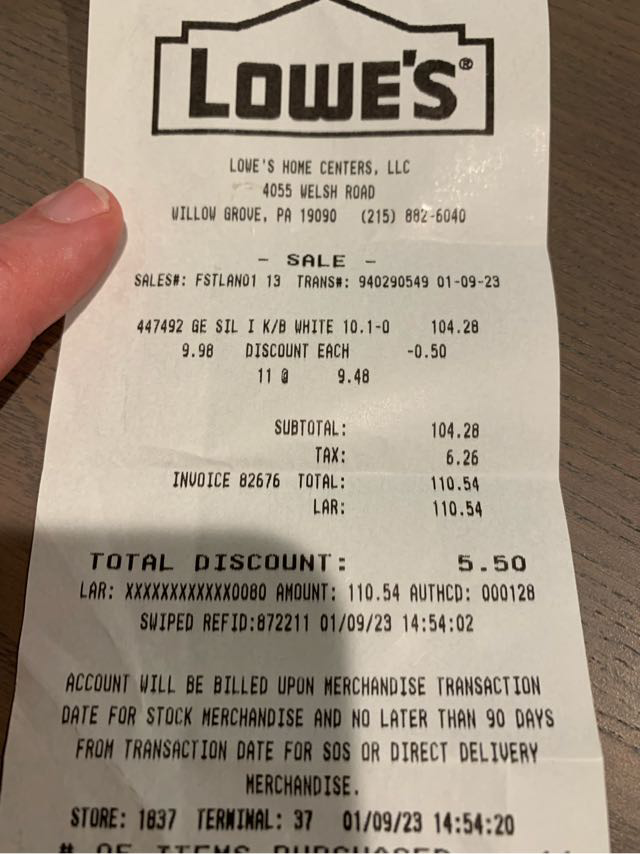 LOWE'S®
LOWE'S HOME CENTERS, LLC
4055 WELSH ROAD
WILLOW GROVE, PA 19090 (215) 882-6040
- SALE -
SALES#: FSTLAN01 13 TRANS#: 940290549 01-09-23
447492 GE SIL I K/B WHITE 10.1-O 104.28
9.98 DISCOUNT EACH -0.50
11 @ 9.48
SUBTOTAL: 104.28
TAX: 6.26
INVOICE 82676 TOTAL: 110.54
LAR: 110.54
TOTAL DISCOUNT: 5.50
LAR: XXXXXXXXXXXX0080 AMOUNT: 110.54 AUTHCD: 000128
SWIPED REFID:872211 01/09/23 14:54:02
ACCOUNT WILL BE BILLED UPON MERCHANDISE TRANSACTION
DATE FOR STOCK MERCHANDISE AND NO LATER THAN 90 DAYS
FROM TRANSACTION DATE FOR SOS OR DIRECT DELIVERY
MERCHANDISE.
STORE: 1837 TERMINAL: 37 01/09/23 14:54:20
# OF ITEMS PURCHASED